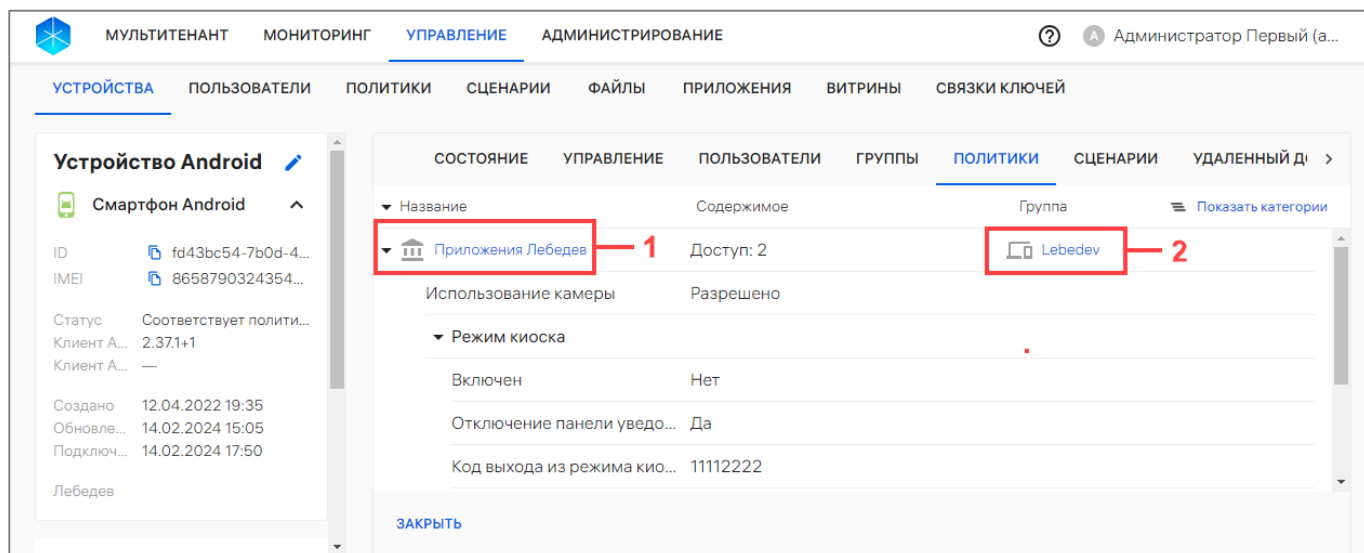 МУЛЬТИТЕНАНТ МОНИТОРИНГ УПРАВЛЕНИЕ АДМИНИСТРИРОВАНИЕ ? А Администратор Первый (а...
УСТРОЙСТВА ПОЛЬЗОВАТЕЛИ ПОЛИТИКИ СЦЕНАРИИ ФАЙЛЫ ПРИЛОЖЕНИЯ ВИТРИНЫ СВЯЗКИ КЛЮЧЕЙ
Устройство Android
Смартфон Android
ID fd43bc54-7b0d-4...
IMEI 8658790324354...
Статус Соответствует полити...
Клиент А... 2.37.1+1
Клиент А... —
Создано 12.04.2022 19:35
Обновле... 14.02.2024 15:05
Подключ... 14.02.2024 17:50
Лебедев
СОСТОЯНИЕ УПРАВЛЕНИЕ ПОЛЬЗОВАТЕЛИ ГРУППЫ ПОЛИТИКИ СЦЕНАРИИ УДАЛЕННЫЙ Д
Название Содержимое Группа Показать категории
Приложения Лебедев 1 Доступ: 2 Lebedev 2
Использование камеры Разрешено
Режим киоска
Включен Нет
Отключение панели уведо... Да
Код выхода из режима кио... 11112222
ЗАКРЫТЬ